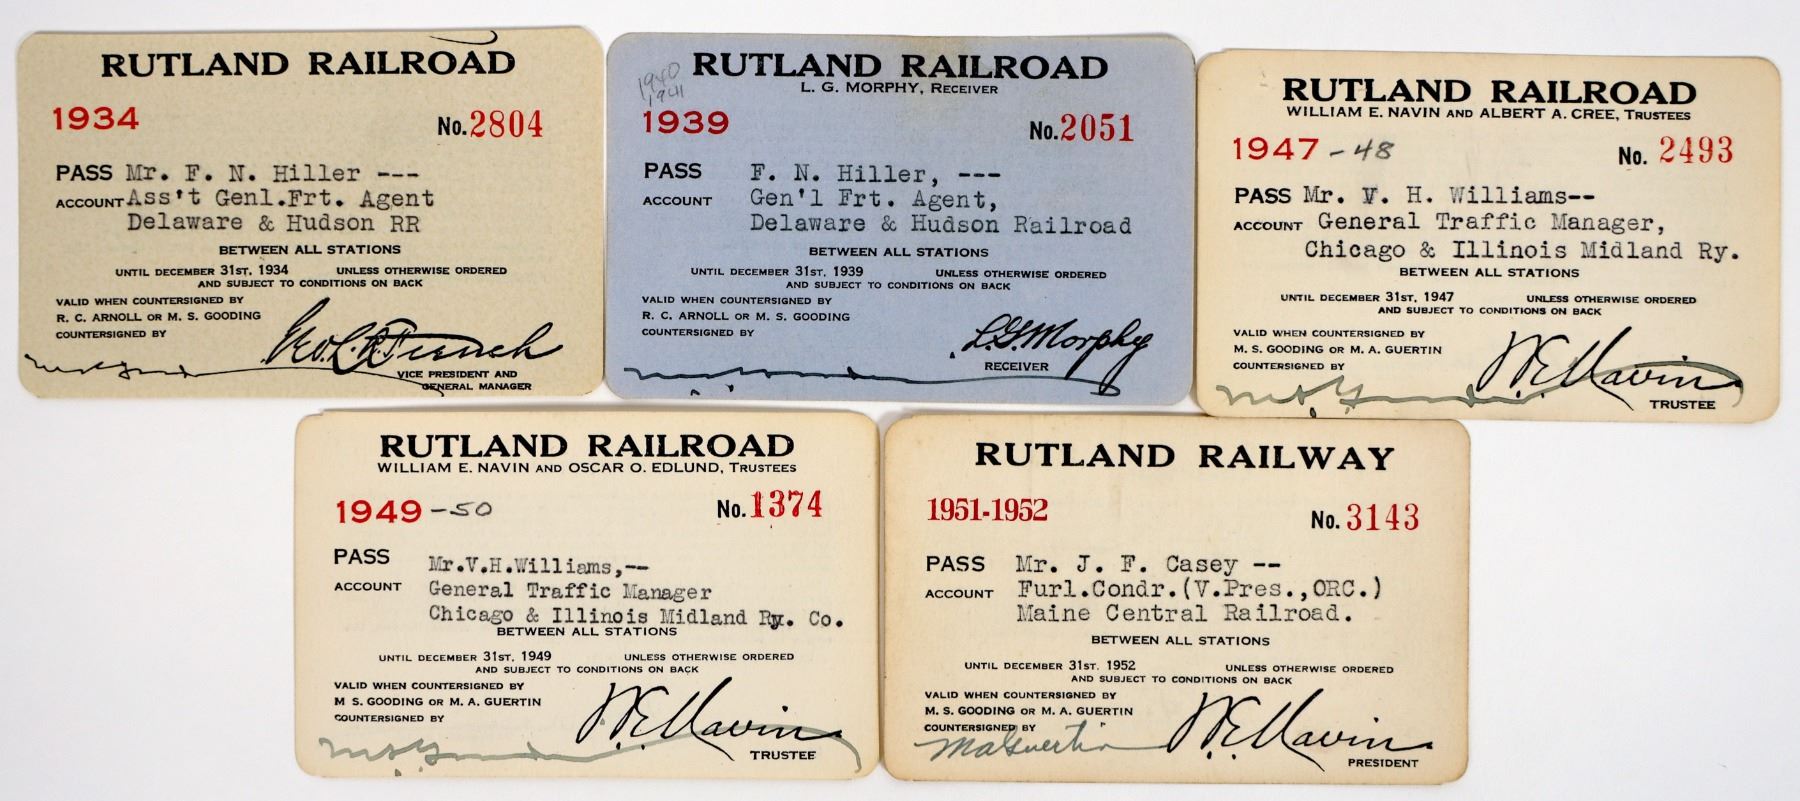 RUTLAND RAILROAD
1934 No. 2804
PASS Mr. F. N. Hiller ---
ACCOUNT Ass't Genl.Frt. Agent
Delaware & Hudson RR
BETWEEN ALL STATIONS
UNTIL DECEMBER 31ST, 1934 UNLESS OTHERWISE ORDERED
AND SUBJECT TO CONDITIONS ON BACK
VALID WHEN COUNTERSIGNED BY
R. C. ARNOLL OR M. S. GOODING
COUNTERSIGNED BY
VICE PRESIDENT AND
GENERAL MANAGER
RUTLAND RAILROAD
L. G. MORPHY, RECEIVER
1940
1941
1939 No. 2051
PASS F. N. Hiller, ---
ACCOUNT Gen'l Frt. Agent,
Delaware & Hudson Railroad
BETWEEN ALL STATIONS
UNTIL DECEMBER 31ST, 1939 UNLESS OTHERWISE ORDERED
AND SUBJECT TO CONDITIONS ON BACK
VALID WHEN COUNTERSIGNED BY
R. C. ARNOLL OR M. S. GOODING
COUNTERSIGNED BY
L. G. Morphy
RECEIVER
RUTLAND RAILROAD
WILLIAM E. NAVIN AND ALBERT A. CREE, TRUSTEES
1947 - 48 No. 2493
PASS Mr. V. H. Williams--
ACCOUNT General Traffic Manager,
Chicago & Illinois Midland Ry.
BETWEEN ALL STATIONS
UNTIL DECEMBER 31ST, 1947 UNLESS OTHERWISE ORDERED
AND SUBJECT TO CONDITIONS ON BACK
VALID WHEN COUNTERSIGNED BY
M. S. GOODING OR M. A. GUERTIN
COUNTERSIGNED BY
W. E. Navin
TRUSTEE
RUTLAND RAILROAD
WILLIAM E. NAVIN AND OSCAR O. EDLUND, TRUSTEES
1949 - 50 No. 1374
PASS Mr.V.H.Williams,--
ACCOUNT General Traffic Manager
Chicago & Illinois Midland Ry. Co.
BETWEEN ALL STATIONS
UNTIL DECEMBER 31ST, 1949 UNLESS OTHERWISE ORDERED
AND SUBJECT TO CONDITIONS ON BACK
VALID WHEN COUNTERSIGNED BY
M S. GOODING OR M. A. GUERTIN
COUNTERSIGNED BY
W. E. Navin
TRUSTEE
RUTLAND RAILWAY
1951-1952 No. 3143
PASS Mr. J. F. Casey --
ACCOUNT Furl.Condr.(V.Pres.,ORC.)
Maine Central Railroad.
BETWEEN ALL STATIONS
UNTIL DECEMBER 31ST, 1952 UNLESS OTHERWISE ORDERED
AND SUBJECT TO CONDITIONS ON BACK
VALID WHEN COUNTERSIGNED BY
M. S. GOODING OR M. A. GUERTIN
COUNTERSIGNED BY
M A Guertin W. E. Navin
PRESIDENT